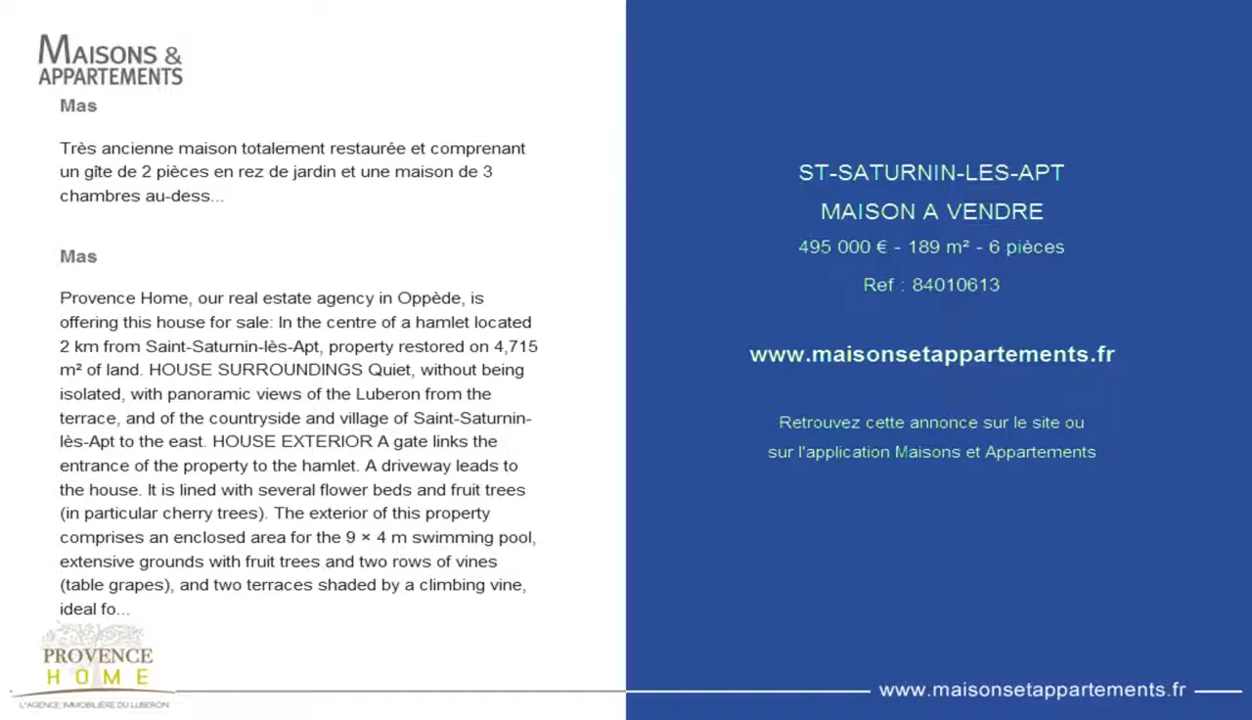 MAISONS &
APPARTEMENTS
Mas
Très ancienne maison totalement restaurée et comprenant
un gîte de 2 pièces en rez de jardin et une maison de 3
chambres au-dess...
Mas
Provence Home, our real estate agency in Oppède, is
offering this house for sale: In the centre of a hamlet located
2 km from Saint-Saturnin-lès-Apt, property restored on 4,715
m² of land. HOUSE SURROUNDINGS Quiet, without being
isolated, with panoramic views of the Luberon from the
terrace, and of the countryside and village of Saint-Saturnin-
lès-Apt to the east. HOUSE EXTERIOR A gate links the
entrance of the property to the hamlet. A driveway leads to
the house. It is lined with several flower beds and fruit trees
(in particular cherry trees). The exterior of this property
comprises an enclosed area for the 9 × 4 m swimming pool,
extensive grounds with fruit trees and two rows of vines
(table grapes), and two terraces shaded by a climbing vine,
ideal fo...
PROVENCE
HOME
L'AGENCE IMMOBILIÈRE DU LUBERON
ST-SATURNIN-LES-APT
MAISON A VENDRE
495 000 € - 189 m² - 6 pièces
Ref : 84010613
www.maisonsetappartements.fr
Retrouvez cette annonce sur le site ou
sur l'application Maisons et Appartements
www.maisonsetappartements.fr